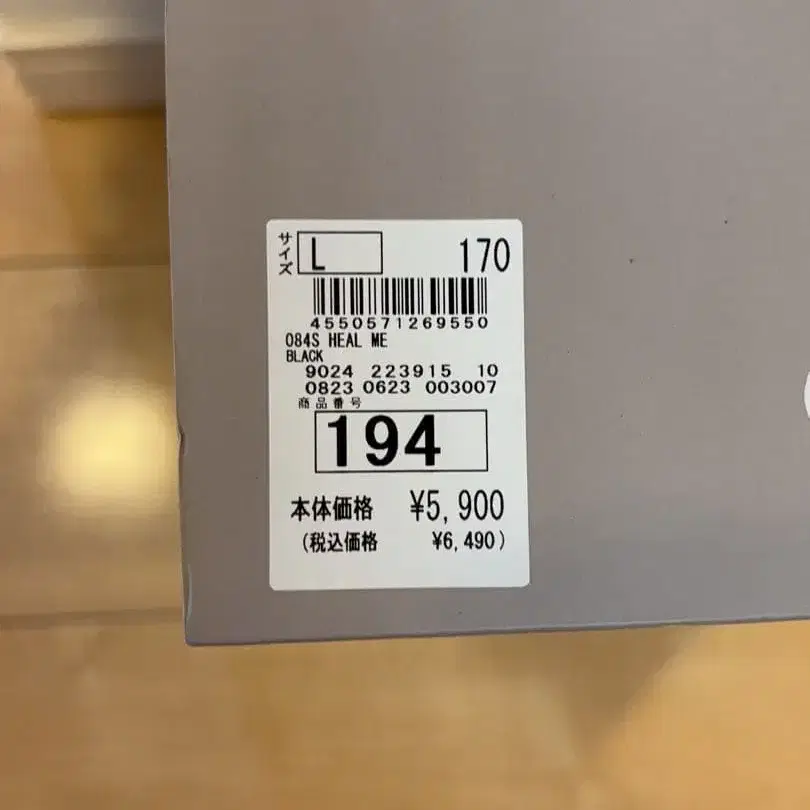 サイズ L 170
4550571269550
084S HEAL ME
BLACK
9024 223915 10
0823 0623 003007
商品番号
194
本体価格 ¥5,900
(税込価格 ¥6,490)